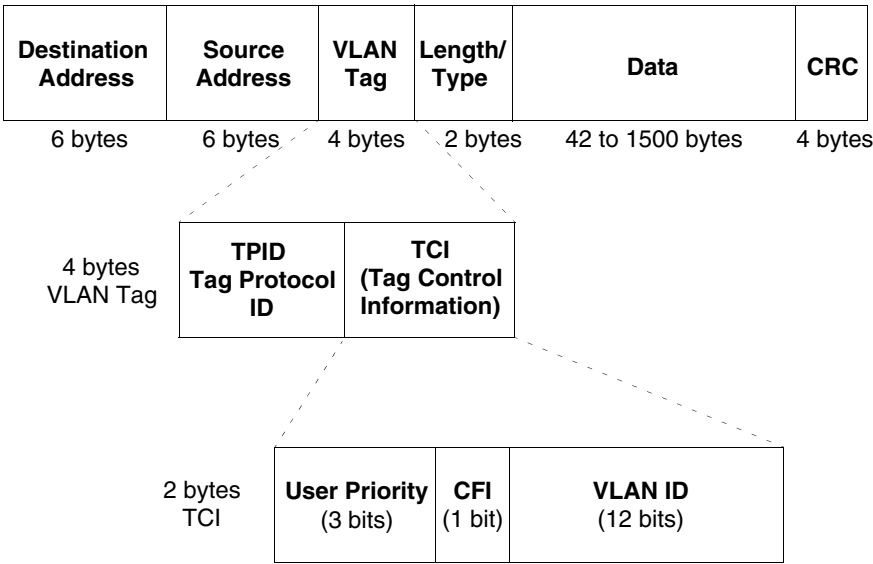 Destination Address
Source Address
VLAN Tag
Length/ Type
Data
CRC
6 bytes
6 bytes
4 bytes
2 bytes
42 to 1500 bytes
4 bytes
4 bytes
VLAN Tag
TPID
Tag Protocol
ID
TCI
(Tag Control
Information)
2 bytes
TCI
User Priority
(3 bits)
CFI
(1 bit)
VLAN ID
(12 bits)